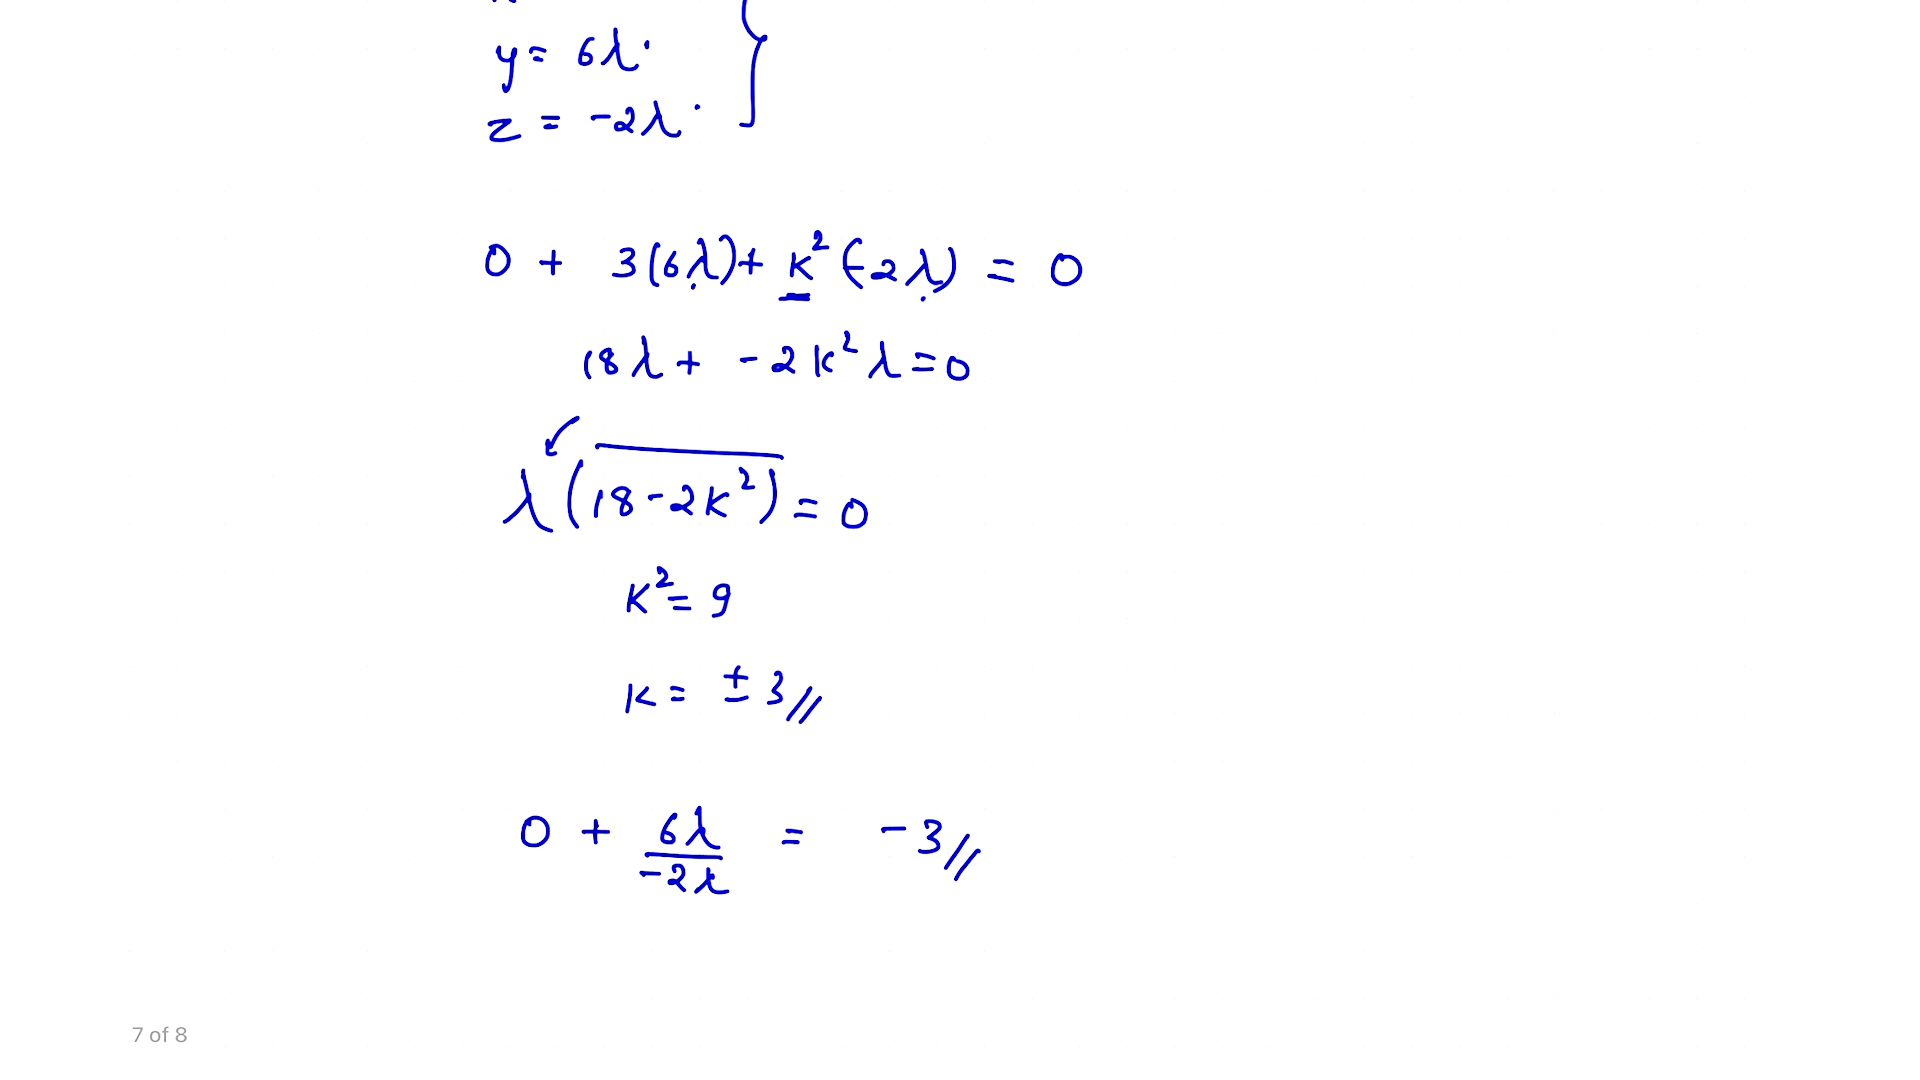 y = 6λ
z = -2λ
0 + 3(6λ) + k² (-2λ) = 0
18λ + -2k²λ = 0
λ(18 - 2k²) = 0
k² = 9
k = ± 3 //
0 + 6λ/-2λ = -3 //
7 of 8